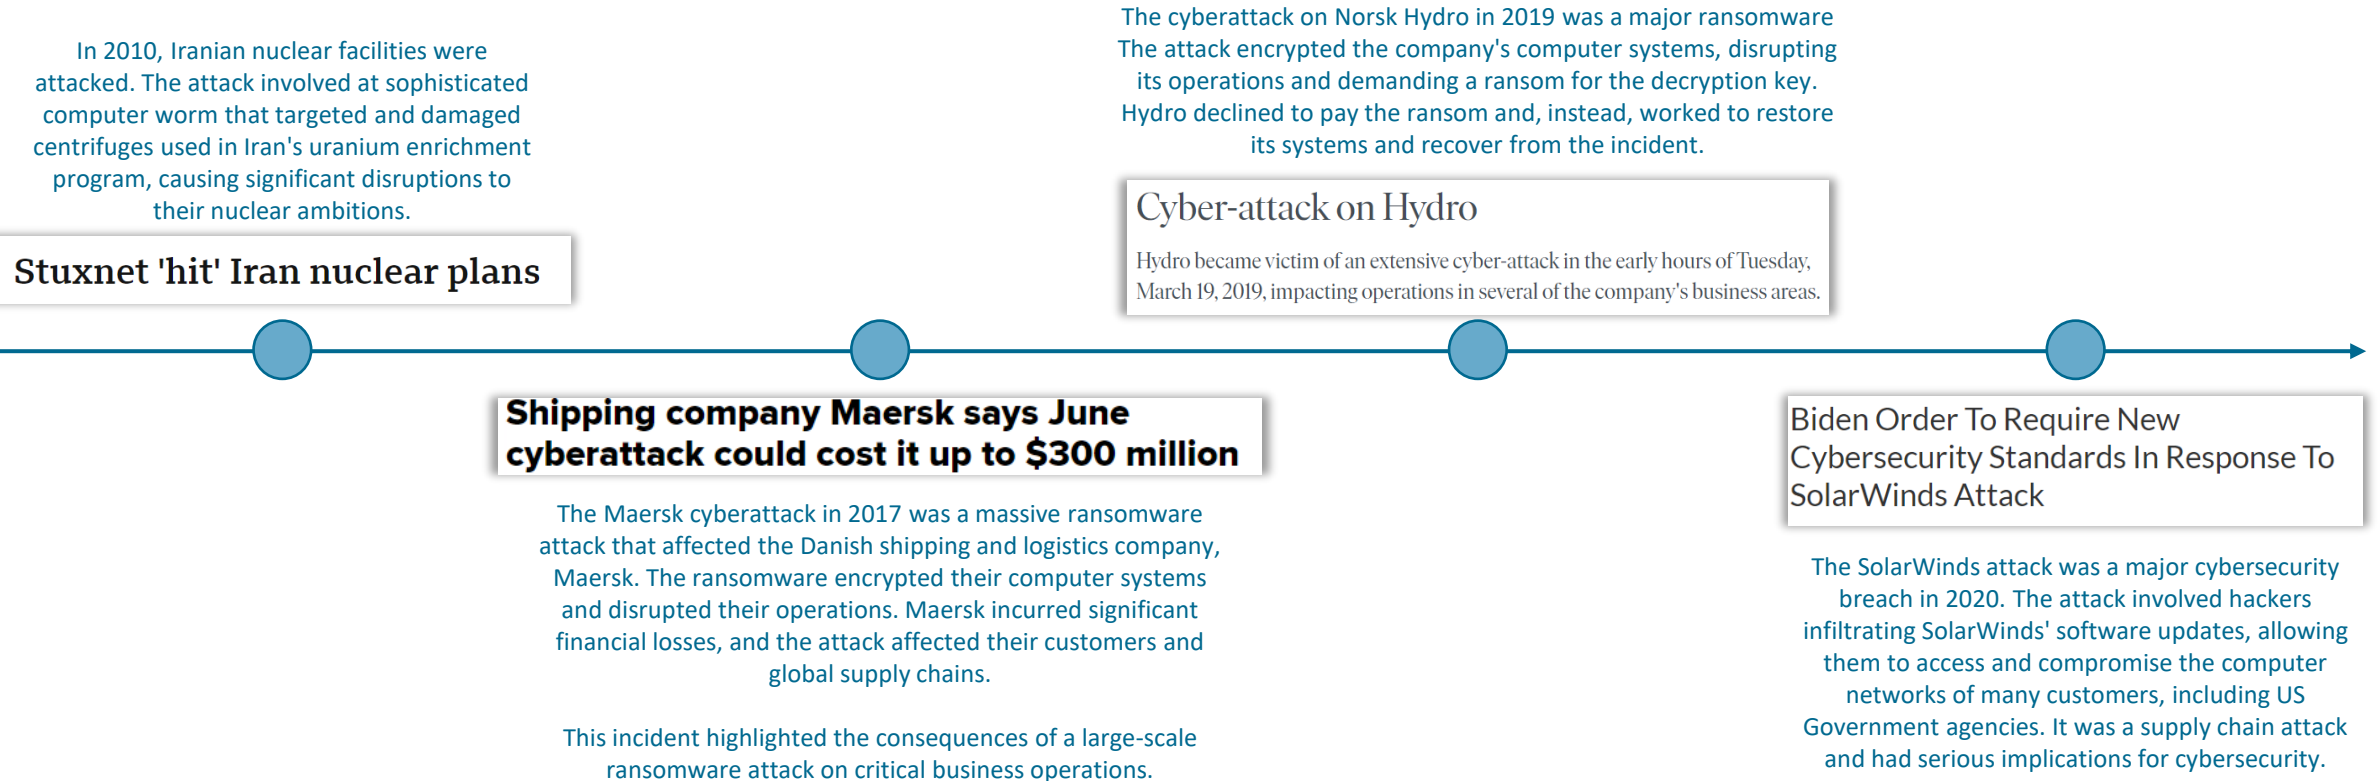 In 2010, Iranian nuclear facilities were
attacked. The attack involved at sophisticated
computer worm that targeted and damaged
centrifuges used in Iran's uranium enrichment
program, causing significant disruptions to
their nuclear ambitions.
Stuxnet 'hit' Iran nuclear plans
Shipping company Maersk says June
cyberattack could cost it up to $300 million
The Maersk cyberattack in 2017 was a massive ransomware
attack that affected the Danish shipping and logistics company,
Maersk. The ransomware encrypted their computer systems
and disrupted their operations. Maersk incurred significant
financial losses, and the attack affected their customers and
global supply chains.
This incident highlighted the consequences of a large-scale
ransomware attack on critical business operations.
The cyberattack on Norsk Hydro in 2019 was a major ransomware
The attack encrypted the company's computer systems, disrupting
its operations and demanding a ransom for the decryption key.
Hydro declined to pay the ransom and, instead, worked to restore
its systems and recover from the incident.
Cyber-attack on Hydro
Hydro became victim of an extensive cyber-attack in the early hours of Tuesday,
March 19, 2019, impacting operations in several of the company's business areas.
Biden Order To Require New
Cybersecurity Standards In Response To
SolarWinds Attack
The SolarWinds attack was a major cybersecurity
breach in 2020. The attack involved hackers
infiltrating SolarWinds' software updates, allowing
them to access and compromise the computer
networks of many customers, including US
Government agencies. It was a supply chain attack
and had serious implications for cybersecurity.